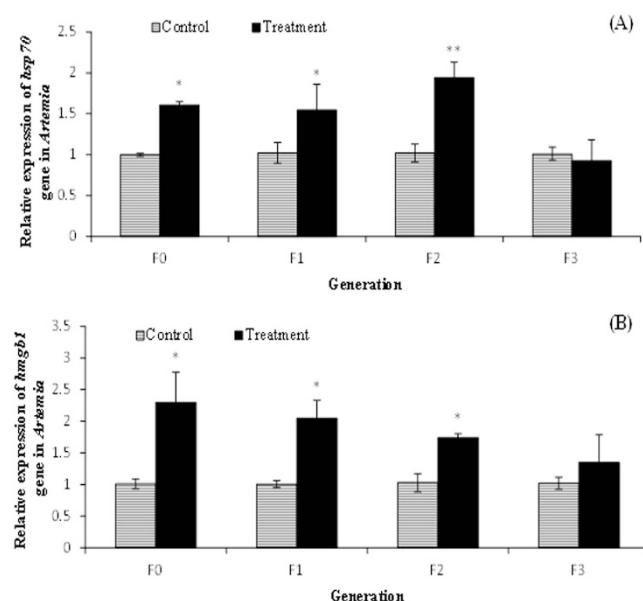 (A)
Control Treatment
Relative expression of hsp 70
gene in Artemia
2.5
2
1.5
1
0.5
0
* * **
F0 F1 F2 F3
Generation
(B)
Control Treatment
Relative expression of hmgb1
gene in Artemia
3.5
3
2.5
2
1.5
1
0.5
0
* * *
F0 F1 F2 F3
Generation